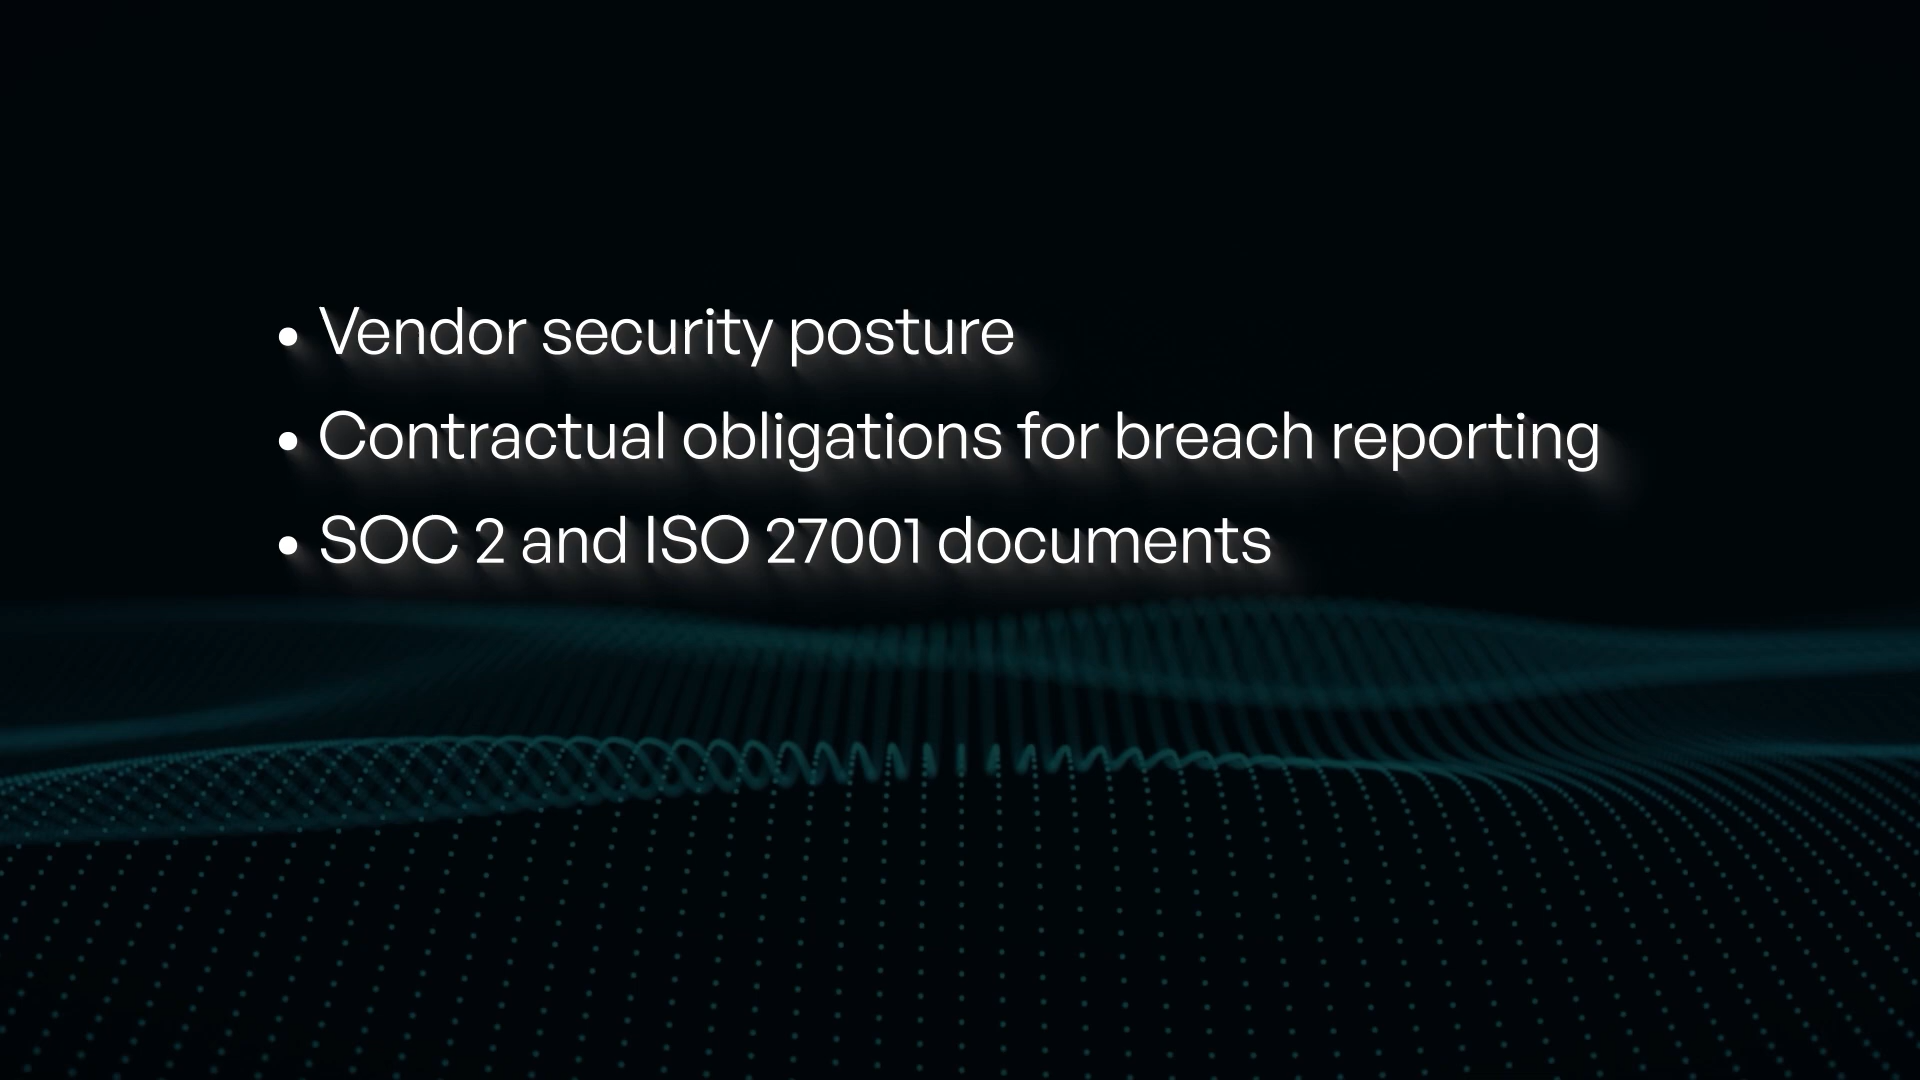 • Vendor security posture
• Contractual obligations for breach reporting
• SOC 2 and ISO 27001 documents